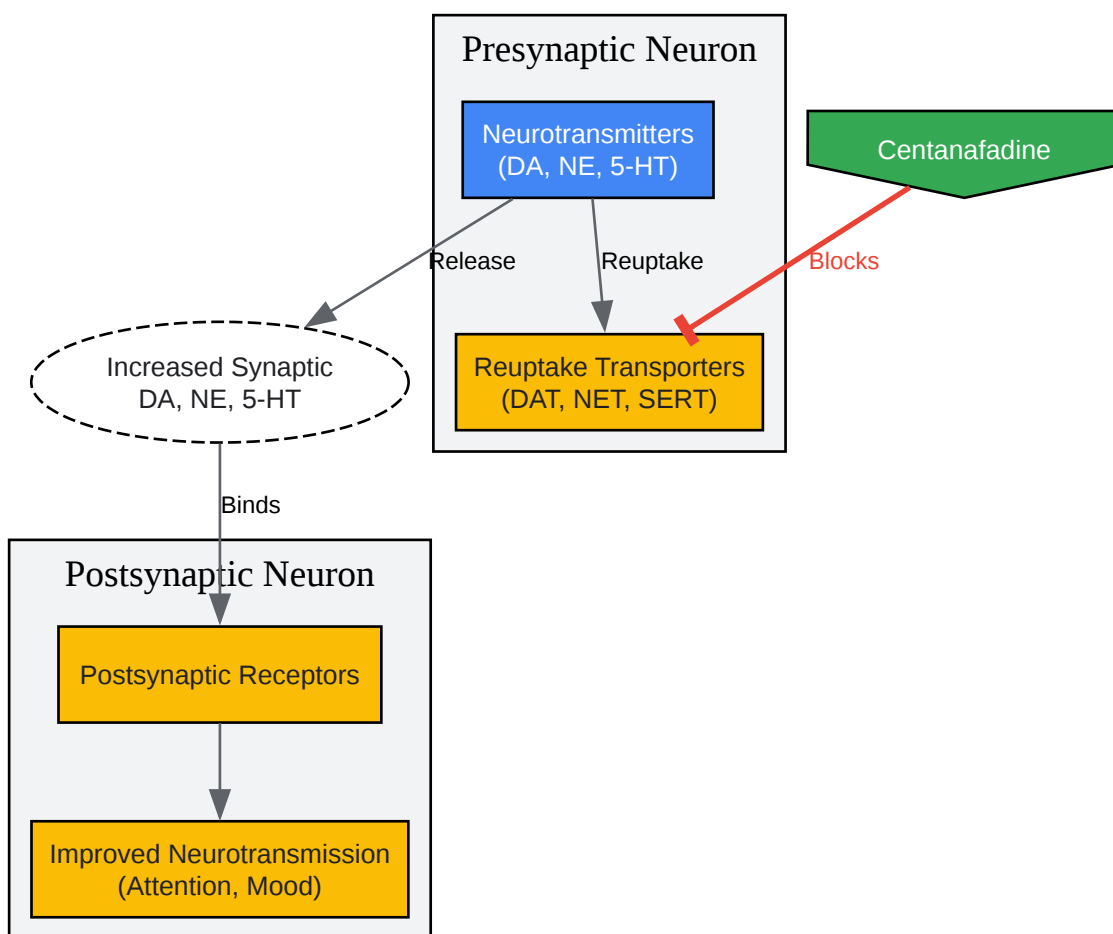 Presynaptic Neuron
Neurotransmitters
(DA, NE, 5-HT)
Centanafadine
Release
Reuptake
Blocks
Increased Synaptic
DA, NE, 5-HT
Reuptake Transporters
(DAT, NET, SERT)
Binds
Postsynaptic Neuron
Postsynaptic Receptors
Improved Neurotransmission
(Attention, Mood)